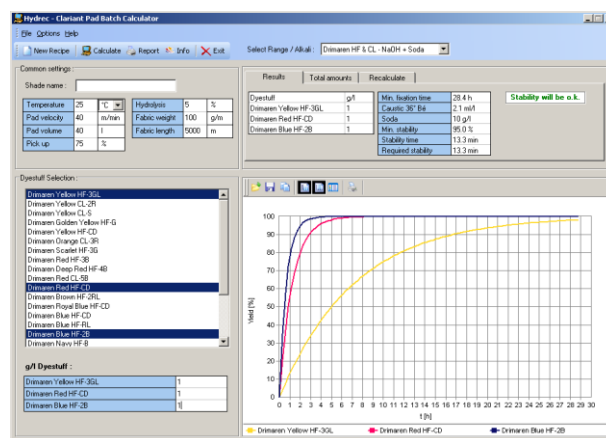 Hydrec - Clariant Pad Batch Calculator
File Options Help
New Recipe Calculate Report Info Exit Select Range / Alkali : Drimaren HF & CL - NaOH + Soda
Common settings :
Shade name :
Temperature 25 °C Hydrolysis 5 %
Pad velocity 40 m/min Fabric weight 100 g/m
Pad volume 40 l Fabric length 5000 m
Pick up 75 %
Results Total amounts Recalculate
Dyestuff g/l
Drimaren Yellow HF-3GL 1
Drimaren Red HF-CD 1
Drimaren Blue HF-2B 1
Min. fixation time 28.4 h
Caustic 36° Bé 2.1 ml/l
Soda 10 g/l
Min. stability 95.0 %
Stability time 13.3 min
Required stability 13.3 min
Stability will be o.k.
Dyestuff Selection :
Drimaren Yellow HF-3GL
Drimaren Yellow CL-2R
Drimaren Yellow CL-S
Drimaren Golden Yellow HF-G
Drimaren Yellow HF-CD
Drimaren Orange CL-3R
Drimaren Scarlet HF-3G
Drimaren Red HF-3B
Drimaren Deep Red HF-4B
Drimaren Red CL-5B
Drimaren Red HF-CD
Drimaren Brown HF-2RL
Drimaren Royal Blue HF-CD
Drimaren Blue HF-CD
Drimaren Blue HF-RL
Drimaren Blue HF-2B
Drimaren Navy HF-B
g/l Dyestuff :
Drimaren Yellow HF-3GL 1
Drimaren Red HF-CD 1
Drimaren Blue HF-2B 1
Yield [%]
100
90
80
70
60
50
40
30
20
10
0
0 1 2 3 4 5 6 7 8 9 10 11 12 13 14 15 16 17 18 19 20 21 22 23 24 25 26 27 28 29 30
t [h]
Drimaren Yellow HF-3GL Drimaren Red HF-CD Drimaren Blue HF-2B